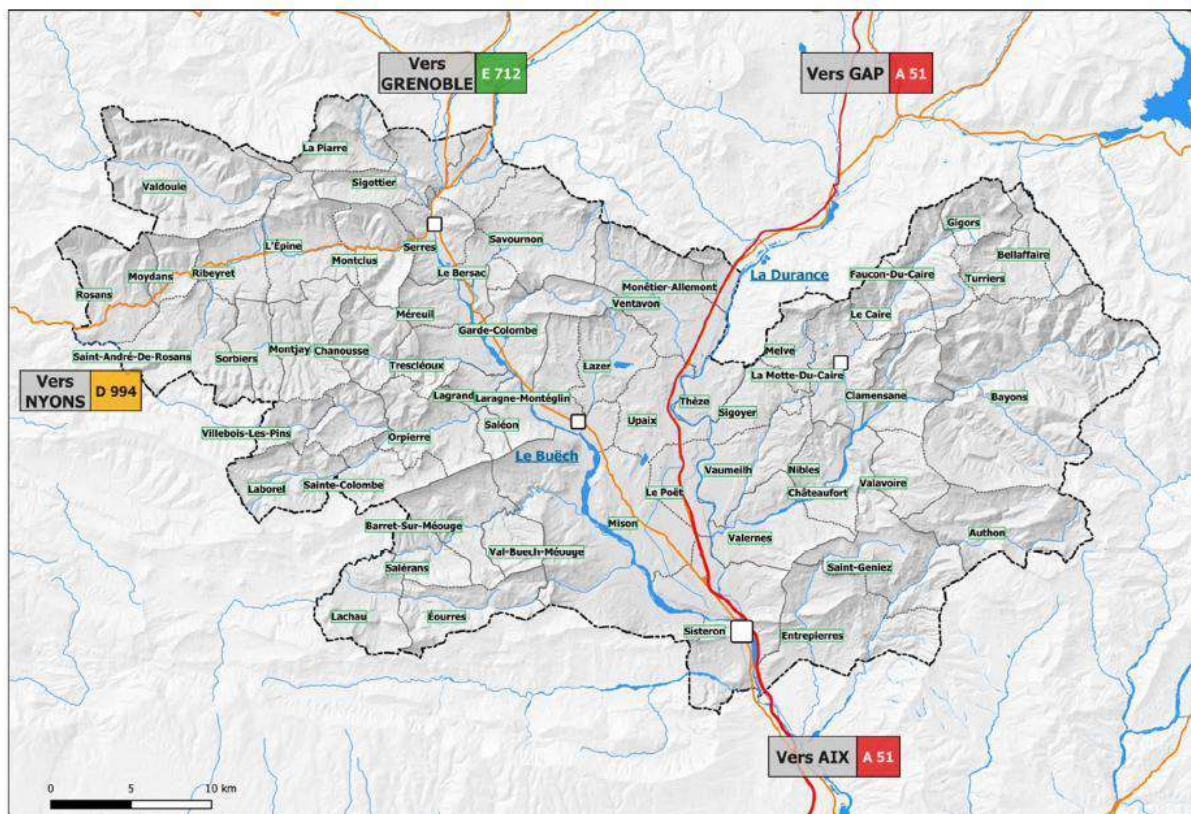 Vers
GRENOBLE
E 712
Vers GAP
A 51
La Piarre
Valdoule
Sigottier
Gigors
L'Épine
Serres
Savournon
Bellaffaire
Montclus
Moydans
Ribeyret
Le Bersac
Faucon-Du-Caire
Turriers
La Durance
Rosans
Monêtier-Allemont
Ventavon
Méreuil
Le Caire
Garde-Colombe
Saint-André-De-Rosans
Sorbiers
Montjay
Chanousse
Trescléoux
Lazer
Melve
La Motte-Du-Caire
Vers
NYONS
D 994
Lagrand
Laragne-Montéglin
Thèze
Sigoyer
Clamensane
Bayons
Villebois-Les-Pins
Orpierre
Saléon
Upaix
Le Buëch
Laborel
Sainte-Colombe
Le Poët
Vaumeilh
Nibles
Châteaufort
Valavoire
Barret-Sur-Méouge
Mison
Valernes
Authon
Val-Buëch-Méouge
Salérans
Saint-Geniez
Lachau
Éourres
Sisteron
Entrepierres
Vers AIX
A 51
0 5 10 km